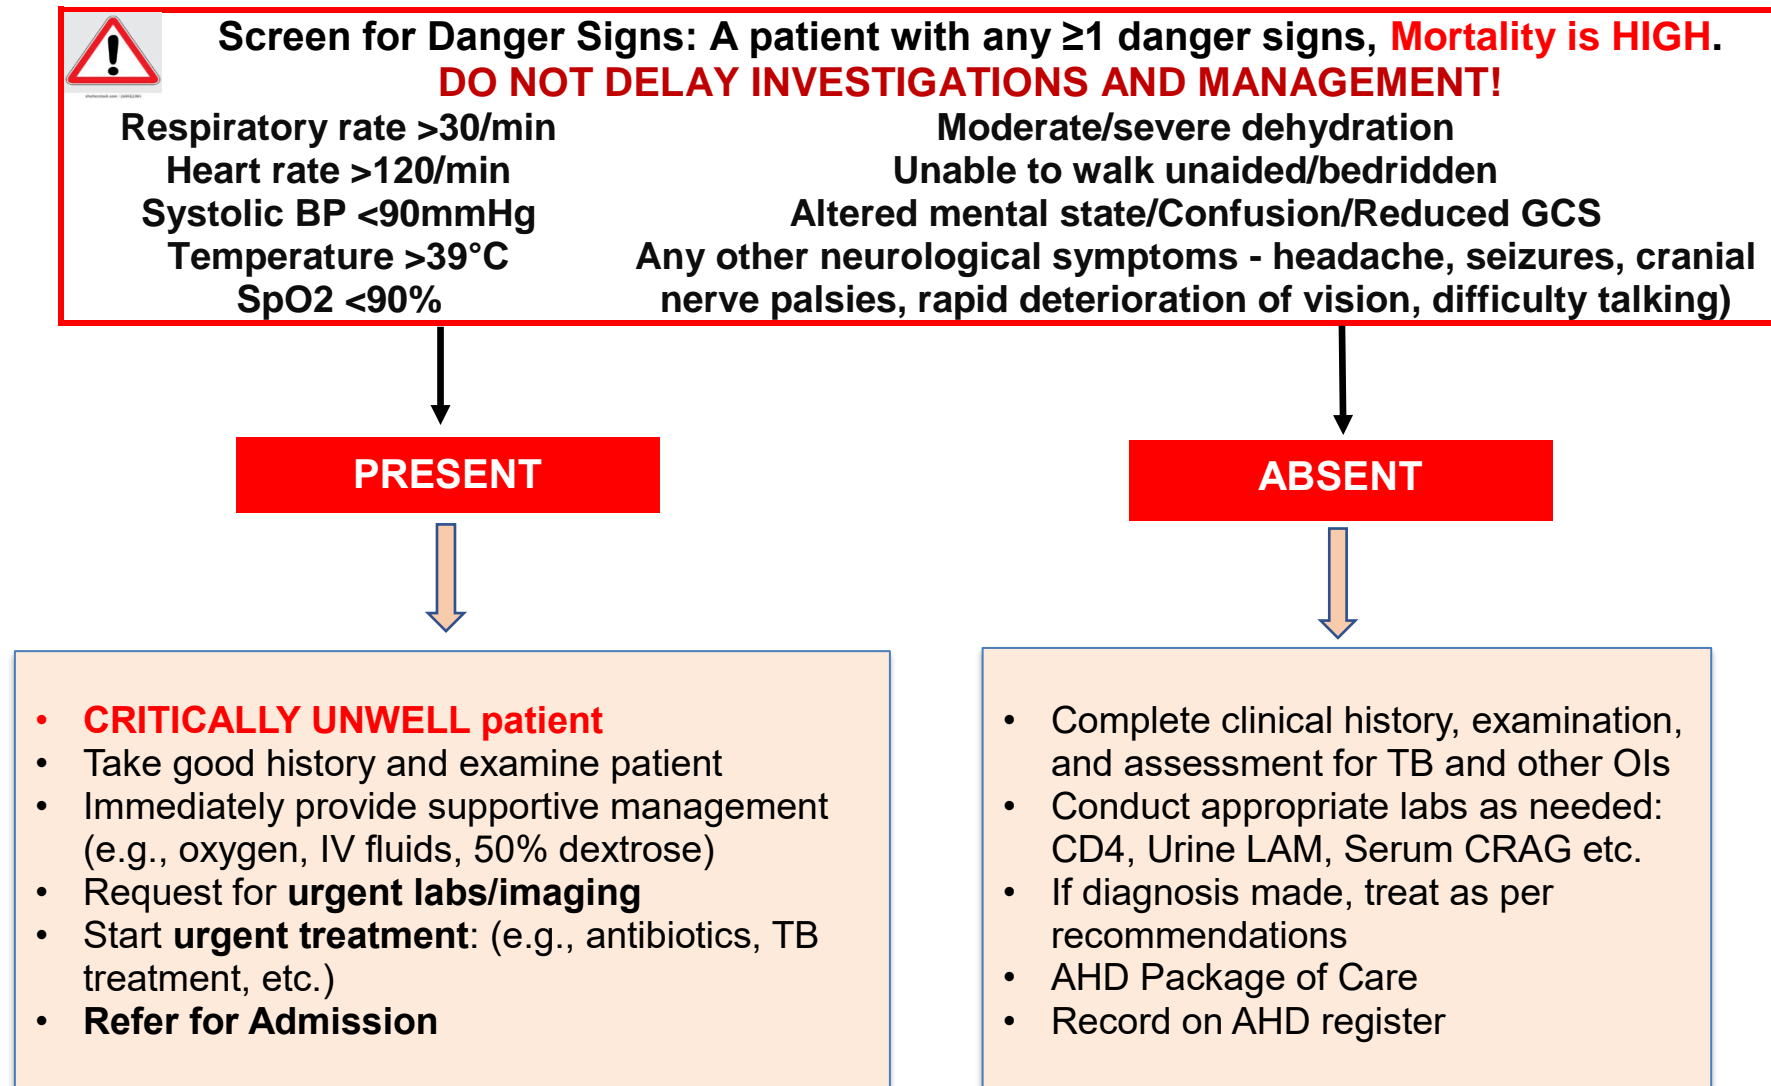 Screen for Danger Signs: A patient with any ≥1 danger signs, Mortality is HIGH.
DO NOT DELAY INVESTIGATIONS AND MANAGEMENT!
Respiratory rate >30/min
Heart rate >120/min
Systolic BP <90mmHg
Temperature >39°C
SpO2 <90%
Moderate/severe dehydration
Unable to walk unaided/bedridden
Altered mental state/Confusion/Reduced GCS
Any other neurological symptoms - headache, seizures, cranial
nerve palsies, rapid deterioration of vision, difficulty talking)
PRESENT
ABSENT
• CRITICALLY UNWELL patient
• Take good history and examine patient
• Immediately provide supportive management
(e.g., oxygen, IV fluids, 50% dextrose)
• Request for urgent labs/imaging
• Start urgent treatment: (e.g., antibiotics, TB
treatment, etc.)
• Refer for Admission
• Complete clinical history, examination,
and assessment for TB and other OIs
• Conduct appropriate labs as needed:
CD4, Urine LAM, Serum CRAG etc.
• If diagnosis made, treat as per
recommendations
• AHD Package of Care
• Record on AHD register